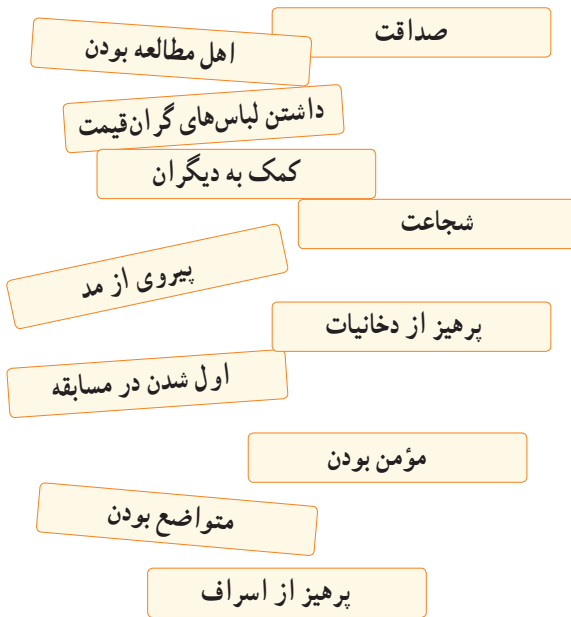 صداقت
اهل مطالعه بودن
داشتن لباس‌های گران‌قیمت
کمک به دیگران
شجاعت
پیروی از مد
پرهیز از دخانیات
اول شدن در مسابقه
مؤمن بودن
متواضع بودن
پرهیز از اسراف